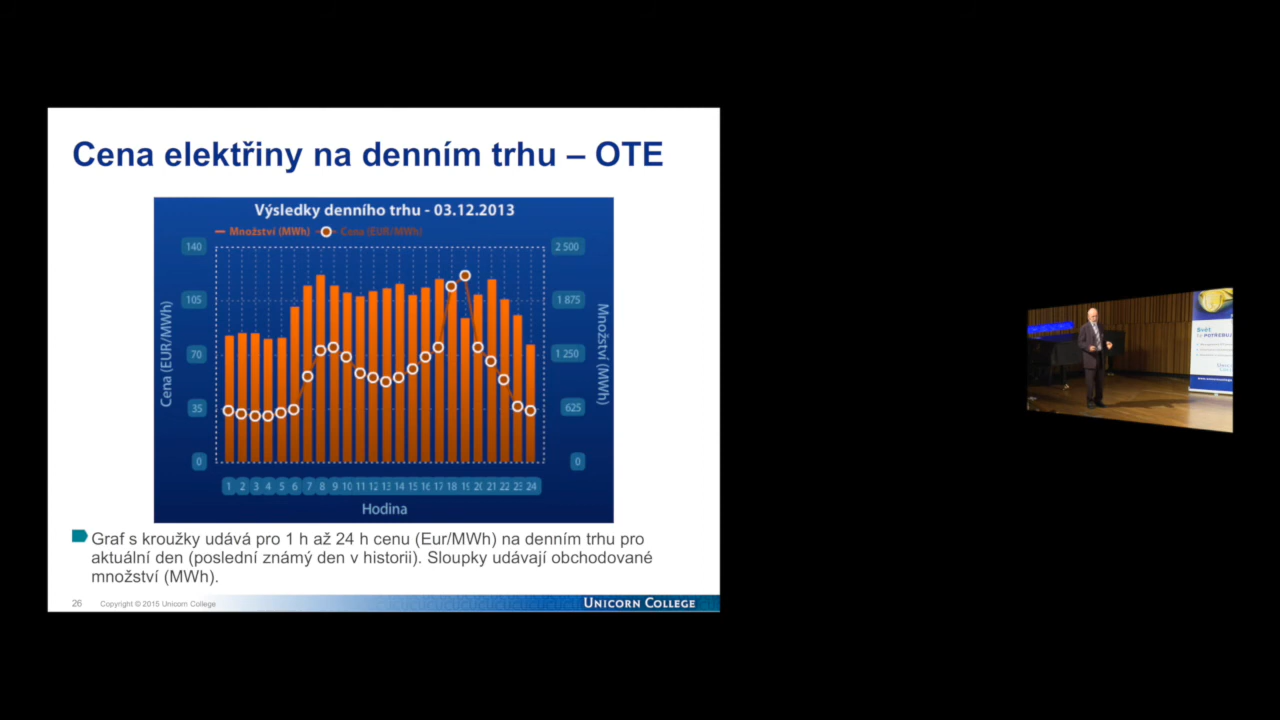 Cena elektřiny na denním trhu – OTE
Výsledky denního trhu - 03.12.2013
Množství (MWh) Cena (EUR/MWh)
140 2 500
105 1 875
70 1 250
35 625
0 0
Cena (EUR/MWh)
Množství (MWh)
1 2 3 4 5 6 7 8 9 10 11 12 13 14 15 16 17 18 19 20 21 22 23 24
Hodina
Graf s kroužky udává pro 1 h až 24 h cenu (Eur/MWh) na denním trhu pro
aktuální den (poslední známý den v historii). Sloupky udávají obchodované
množství (MWh).
26 Copyright © 2015 Unicorn College
UNICORN COLLEGE